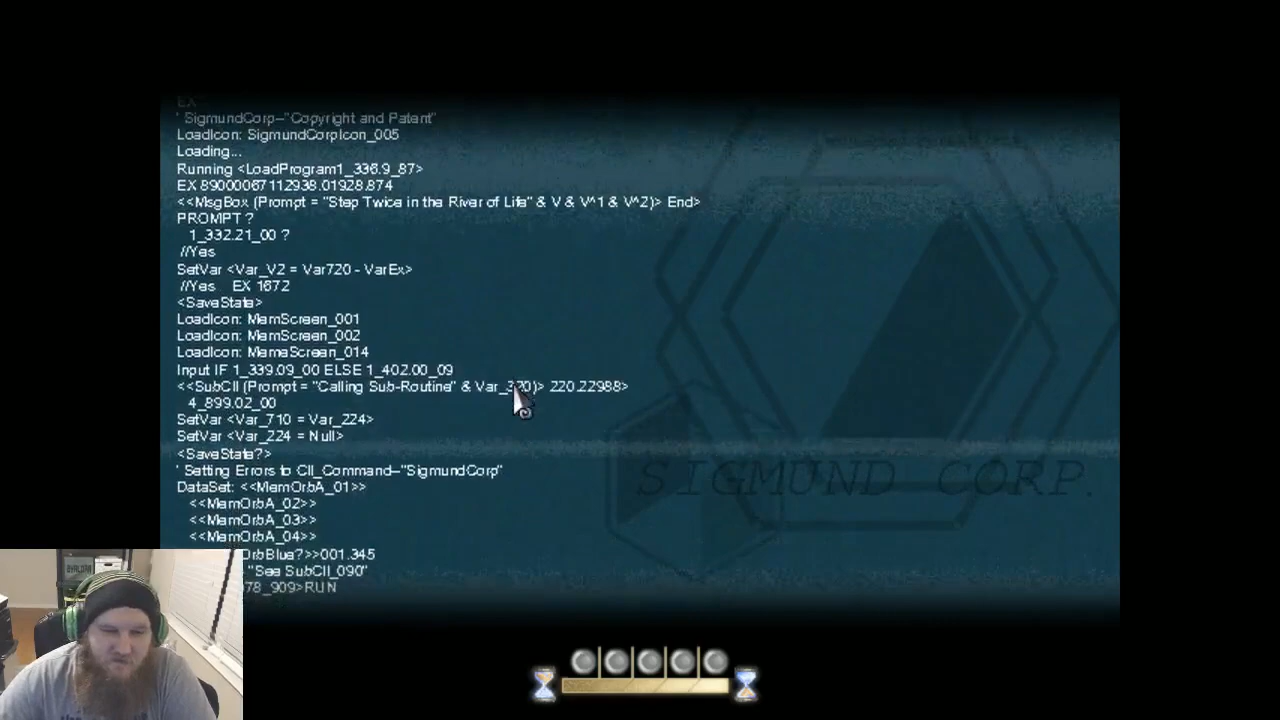 EX
' SigmundCorp-"Copyright and Patent"
LoadIcon: SigmundCorpIcon_005
Loading...
Running <LoadProgram1_336.9_87>
EX 89000067112938.01928.874
<<MsgBox (Prompt = "Step Twice in the River of Life" & V & V^1 & V^2)> End>
PROMPT ?
1_332.21_00 ?
//Yes
SetVar <Var_V2 = Var720 - VarEx>
//Yes EX 1672
<SaveState>
LoadIcon: MemScreen_001
LoadIcon: MemScreen_002
LoadIcon: MemeScreen_014
Input IF 1_339.09_00 ELSE 1_402.00_09
<<SubCll (Prompt = "Calling Sub-Routine" & Var_320)> 220.22988>
4_899.02_00
SetVar <Var_710 = Var_224>
SetVar <Var_224 = Null>
<SaveState?>
' Setting Errors to Cll_Command-"SigmundCorp"
DataSet: <<MemOrbA_01>>
<<MemOrbA_02>>
<<MemOrbA_03>>
<<MemOrbA_04>>
OrbBlue?>>001.345
"See SubCll_090"
78_909>RUN
SIGMUND CORP.